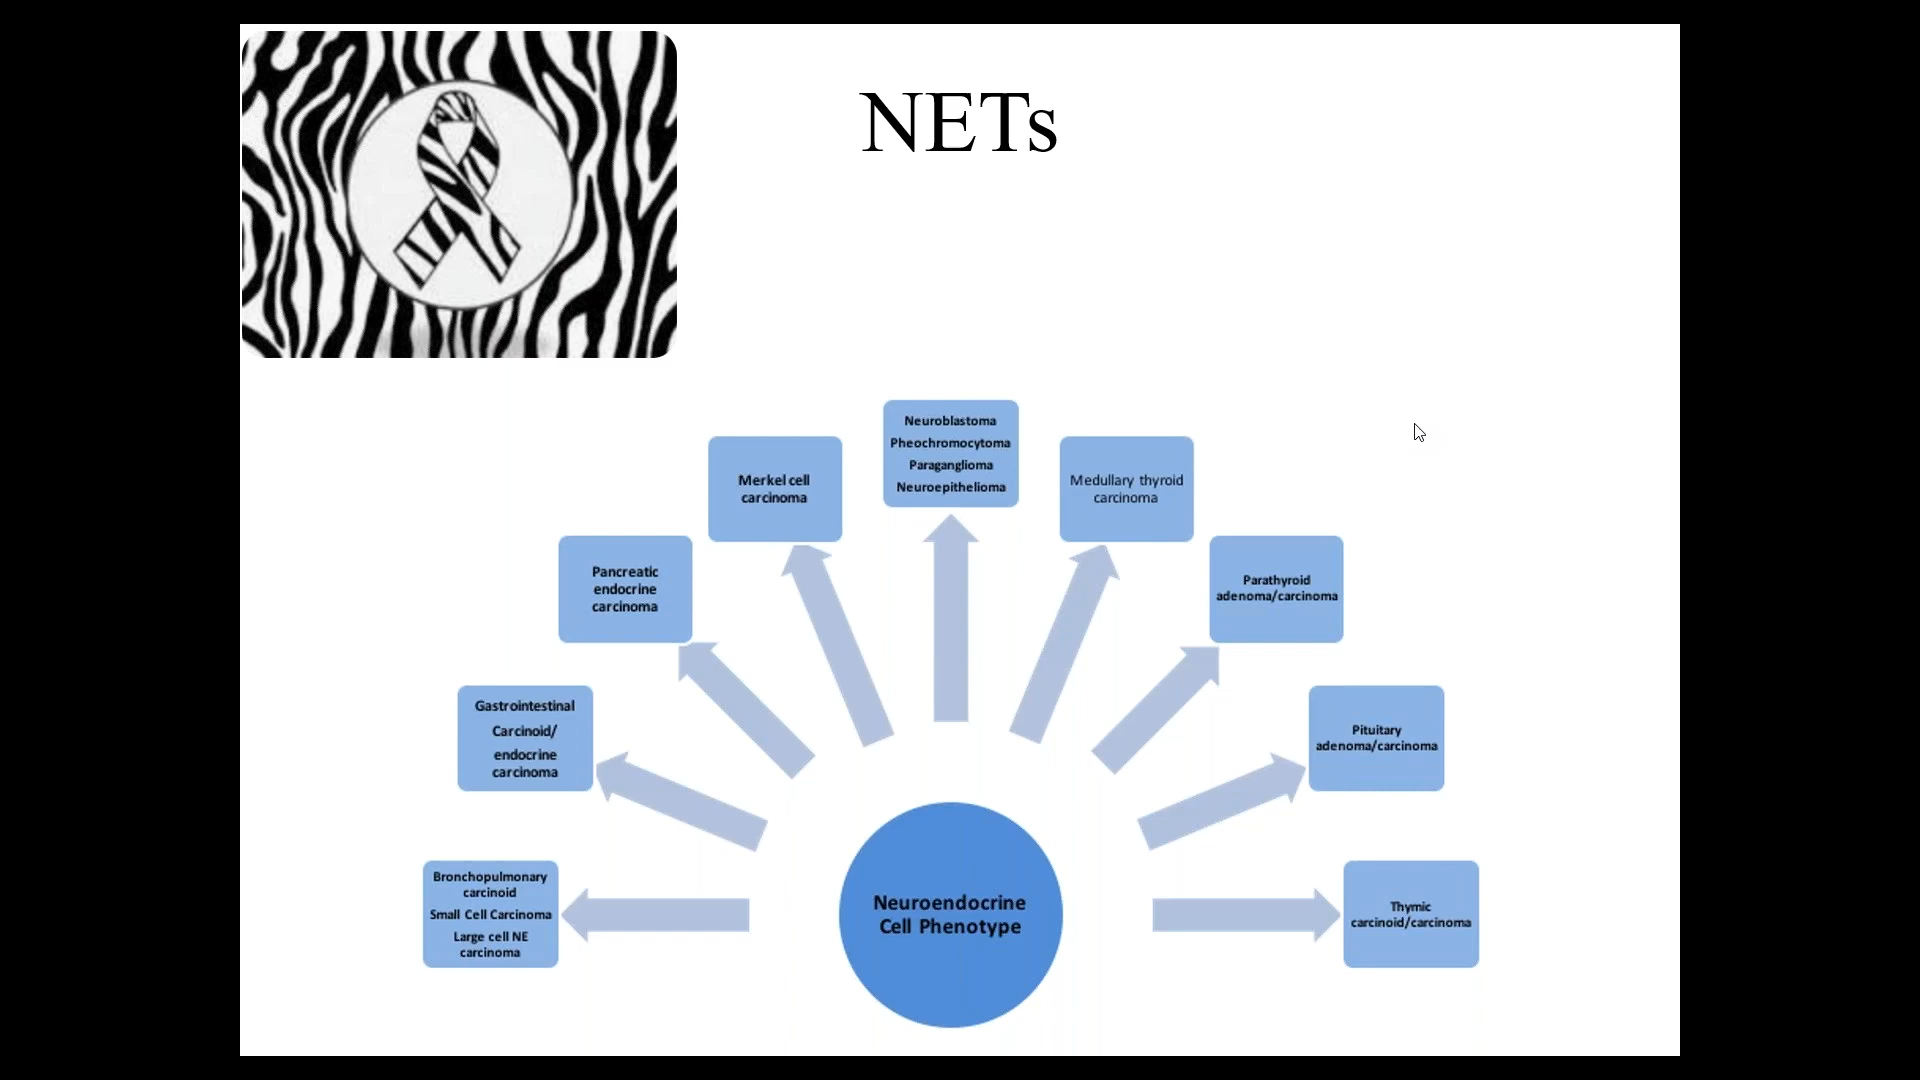 NETs
Neuroblastoma
Pheochromocytoma
Paraganglioma
Neuroepithelioma
Merkel cell
carcinoma
Medullary thyroid
carcinoma
Pancreatic
endocrine
carcinoma
Parathyroid
adenoma/carcinoma
Gastrointestinal
Carcinoid/
endocrine
carcinoma
Pituitary
adenoma/carcinoma
Bronchopulmonary
carcinoid
Small Cell Carcinoma
Large cell NE
carcinoma
Neuroendocrine
Cell Phenotype
Thymic
carcinoid/carcinoma